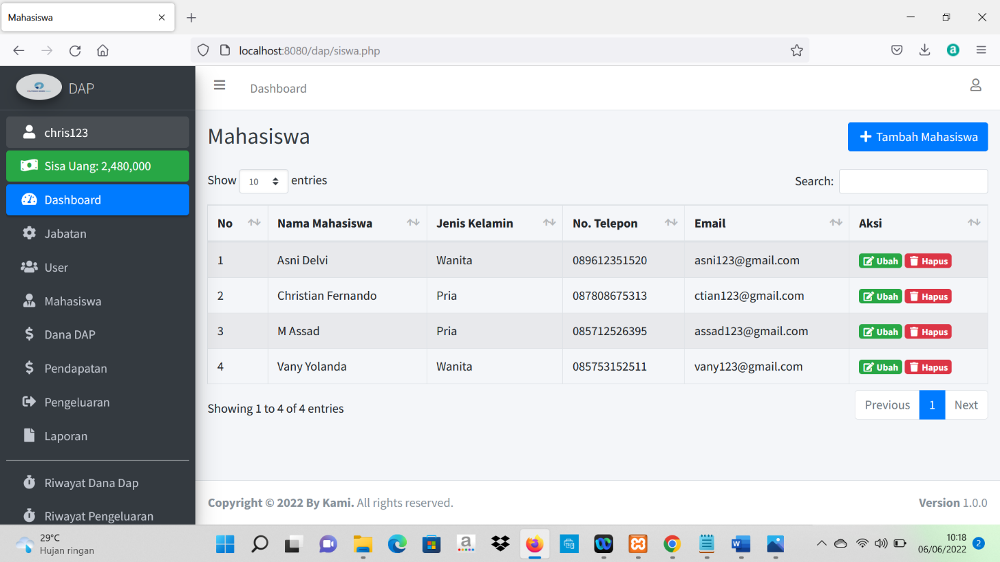 Mahasiswa
localhost:8080/dap/siswa.php
DAP
Dashboard
chris123
Sisa Uang: 2,480,000
Dashboard
Jabatan
User
Mahasiswa
Dana DAP
Pendapatan
Pengeluaran
Laporan
Riwayat Dana Dap
Riwayat Pengeluaran
Mahasiswa
Tambah Mahasiswa
Show 10 entries
Search:
No Nama Mahasiswa Jenis Kelamin No. Telepon Email Aksi
1 Asni Delvi Wanita 089612351520 asni123@gmail.com Ubah Hapus
2 Christian Fernando Pria 087808675313 ctian123@gmail.com Ubah Hapus
3 M Assad Pria 085712526395 assad123@gmail.com Ubah Hapus
4 Vany Yolanda Wanita 085753152511 vany123@gmail.com Ubah Hapus
Showing 1 to 4 of 4 entries
Previous 1 Next
Copyright © 2022 By Kami. All rights reserved.
Version 1.0.0
29°C
Hujan ringan
10:18
06/06/2022
2